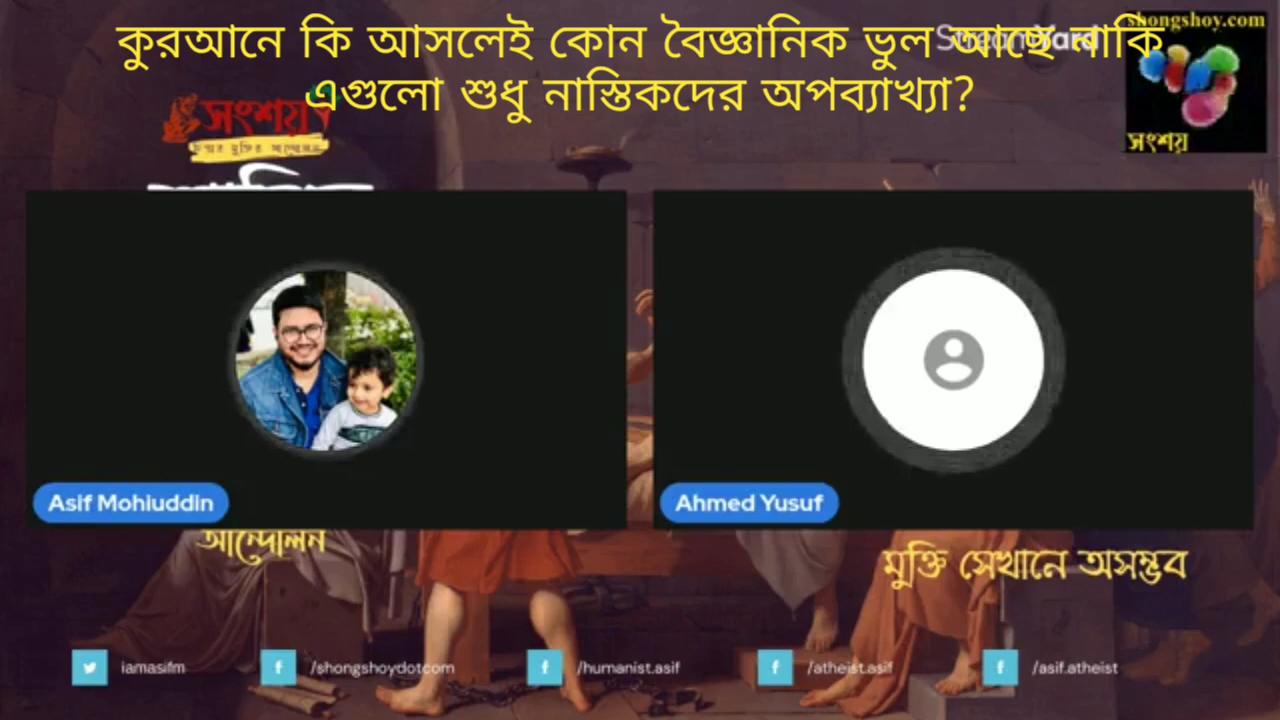 কুরআনে কি আসলেই কোন বৈজ্ঞানিক ভুল আছে নাকি
এগুলো শুধু নাস্তিকদের অপব্যাখ্যা?
shongshoy.com
StreamYard
সংশয়
সংশয়
Asif Mohiuddin
Ahmed Yusuf
আন্দোলন
মুক্তি সেখানে অসম্ভব
iamasifm
/shongshoydotcom
/humanist.asif
/atheist.asif
/asif.atheist